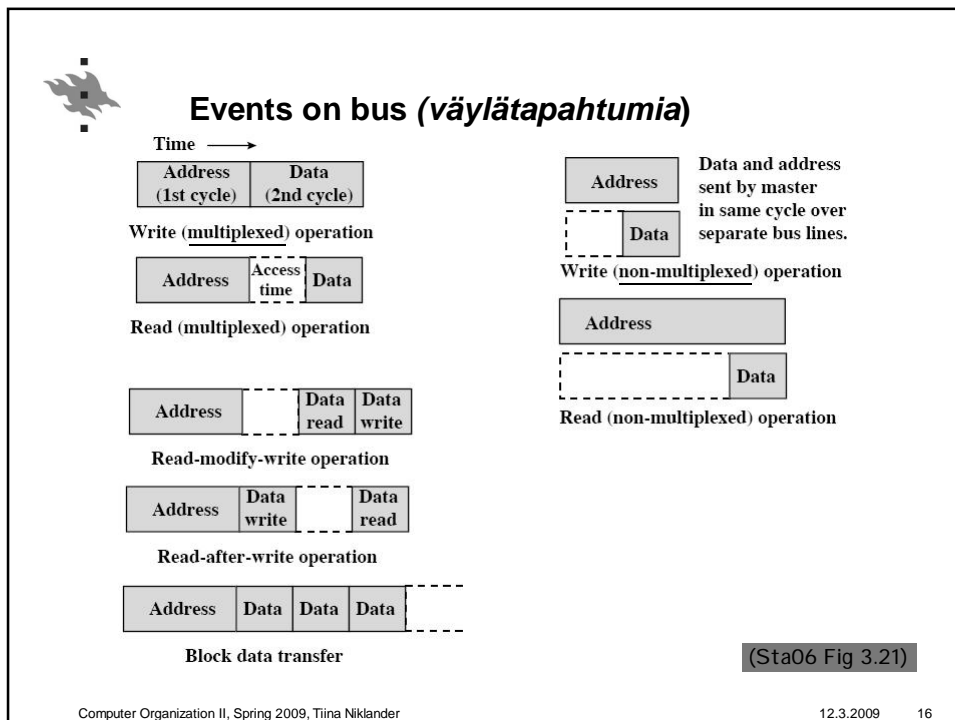 Events on bus (väylätapahtumia)
Time
Address
(1st cycle)
Data
(2nd cycle)
Write (multiplexed) operation
Address
Access
time
Data
Read (multiplexed) operation
Address
Data
read
Data
write
Read-modify-write operation
Address
Data
write
Data
read
Read-after-write operation
Address
Data
Data
Data
Block data transfer
Address
Data
Data and address
sent by master
in same cycle over
separate bus lines.
Write (non-multiplexed) operation
Address
Data
Read (non-multiplexed) operation
(Sta06 Fig 3.21)
Computer Organization II, Spring 2009, Tiina Niklander
12.3.2009
16